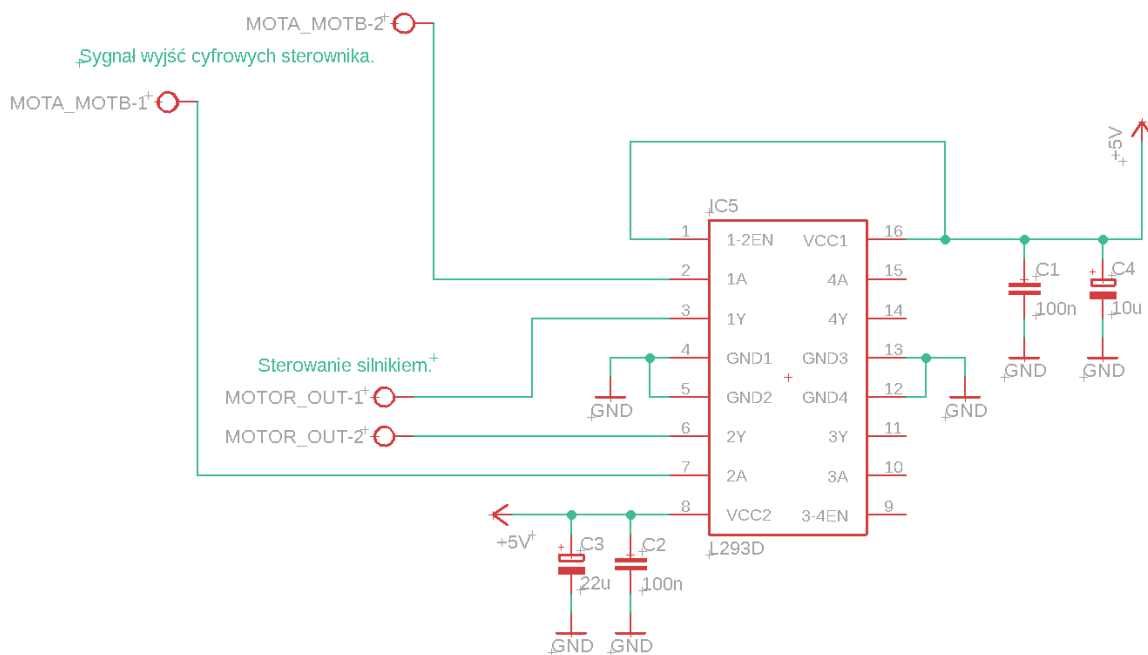 MOTA_MOTB-2
Sygnał wyjść cyfrowych sterownika.
MOTA_MOTB-1
+5V
IC5
1 1-2EN VCC1 16
2 1A 4A 15
C1 C4
100n 10u
3 1Y 4Y 14
Sterowanie silnikiem.
4 GND1 GND3 13
GND GND
MOTOR_OUT-1
5 GND2 GND4 12
GND GND
MOTOR_OUT-2
6 2Y 3Y 11
7 2A 3A 10
8 VCC2 3-4EN 9
+5V
C3 C2
L293D
22u 100n
GND GND